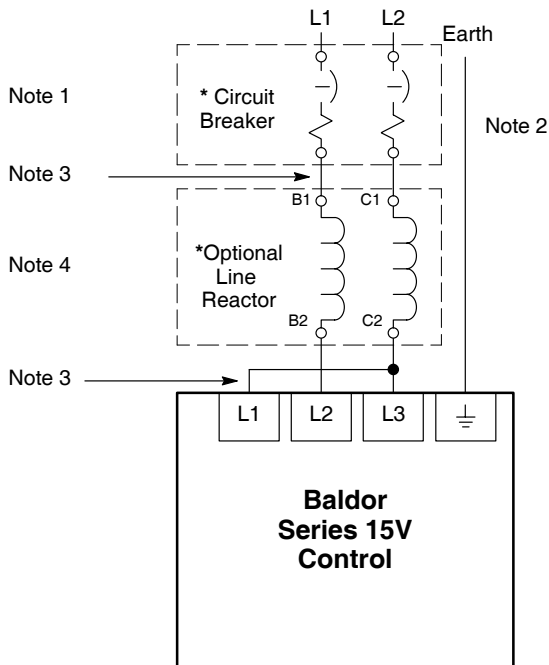 L1 L2
Earth
Note 1
* Circuit
Breaker
Note 2
Note 3
B1 C1
Note 4
*Optional
Line
Reactor
B2 C2
Note 3
L1 L2 L3
Baldor
Series 15V
Control